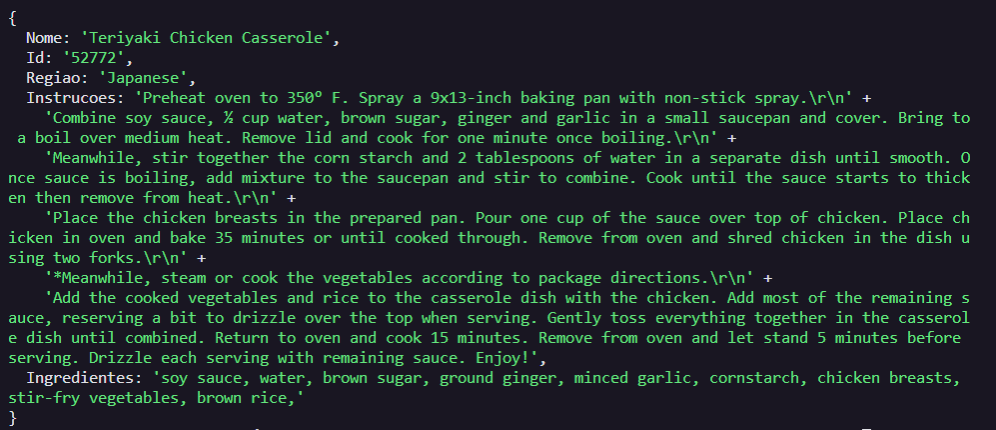 {
  Nome: 'Teriyaki Chicken Casserole',
  Id: '52772',
  Regiao: 'Japanese',
  Instrucoes: 'Preheat oven to 350° F. Spray a 9x13-inch baking pan with non-stick spray.\r\n' +
    'Combine soy sauce, ½ cup water, brown sugar, ginger and garlic in a small saucepan and cover. Bring to
 a boil over medium heat. Remove lid and cook for one minute once boiling.\r\n' +
    'Meanwhile, stir together the corn starch and 2 tablespoons of water in a separate dish until smooth. O
nce sauce is boiling, add mixture to the saucepan and stir to combine. Cook until the sauce starts to thick
en then remove from heat.\r\n' +
    'Place the chicken breasts in the prepared pan. Pour one cup of the sauce over top of chicken. Place ch
icken in oven and bake 35 minutes or until cooked through. Remove from oven and shred chicken in the dish u
sing two forks.\r\n' +
    '*Meanwhile, steam or cook the vegetables according to package directions.\r\n' +
    'Add the cooked vegetables and rice to the casserole dish with the chicken. Add most of the remaining s
auce, reserving a bit to drizzle over the top when serving. Gently toss everything together in the casserol
e dish until combined. Return to oven and cook 15 minutes. Remove from oven and let stand 5 minutes before
serving. Drizzle each serving with remaining sauce. Enjoy!',
  Ingredientes: 'soy sauce, water, brown sugar, ground ginger, minced garlic, cornstarch, chicken breasts,
stir-fry vegetables, brown rice,'
}